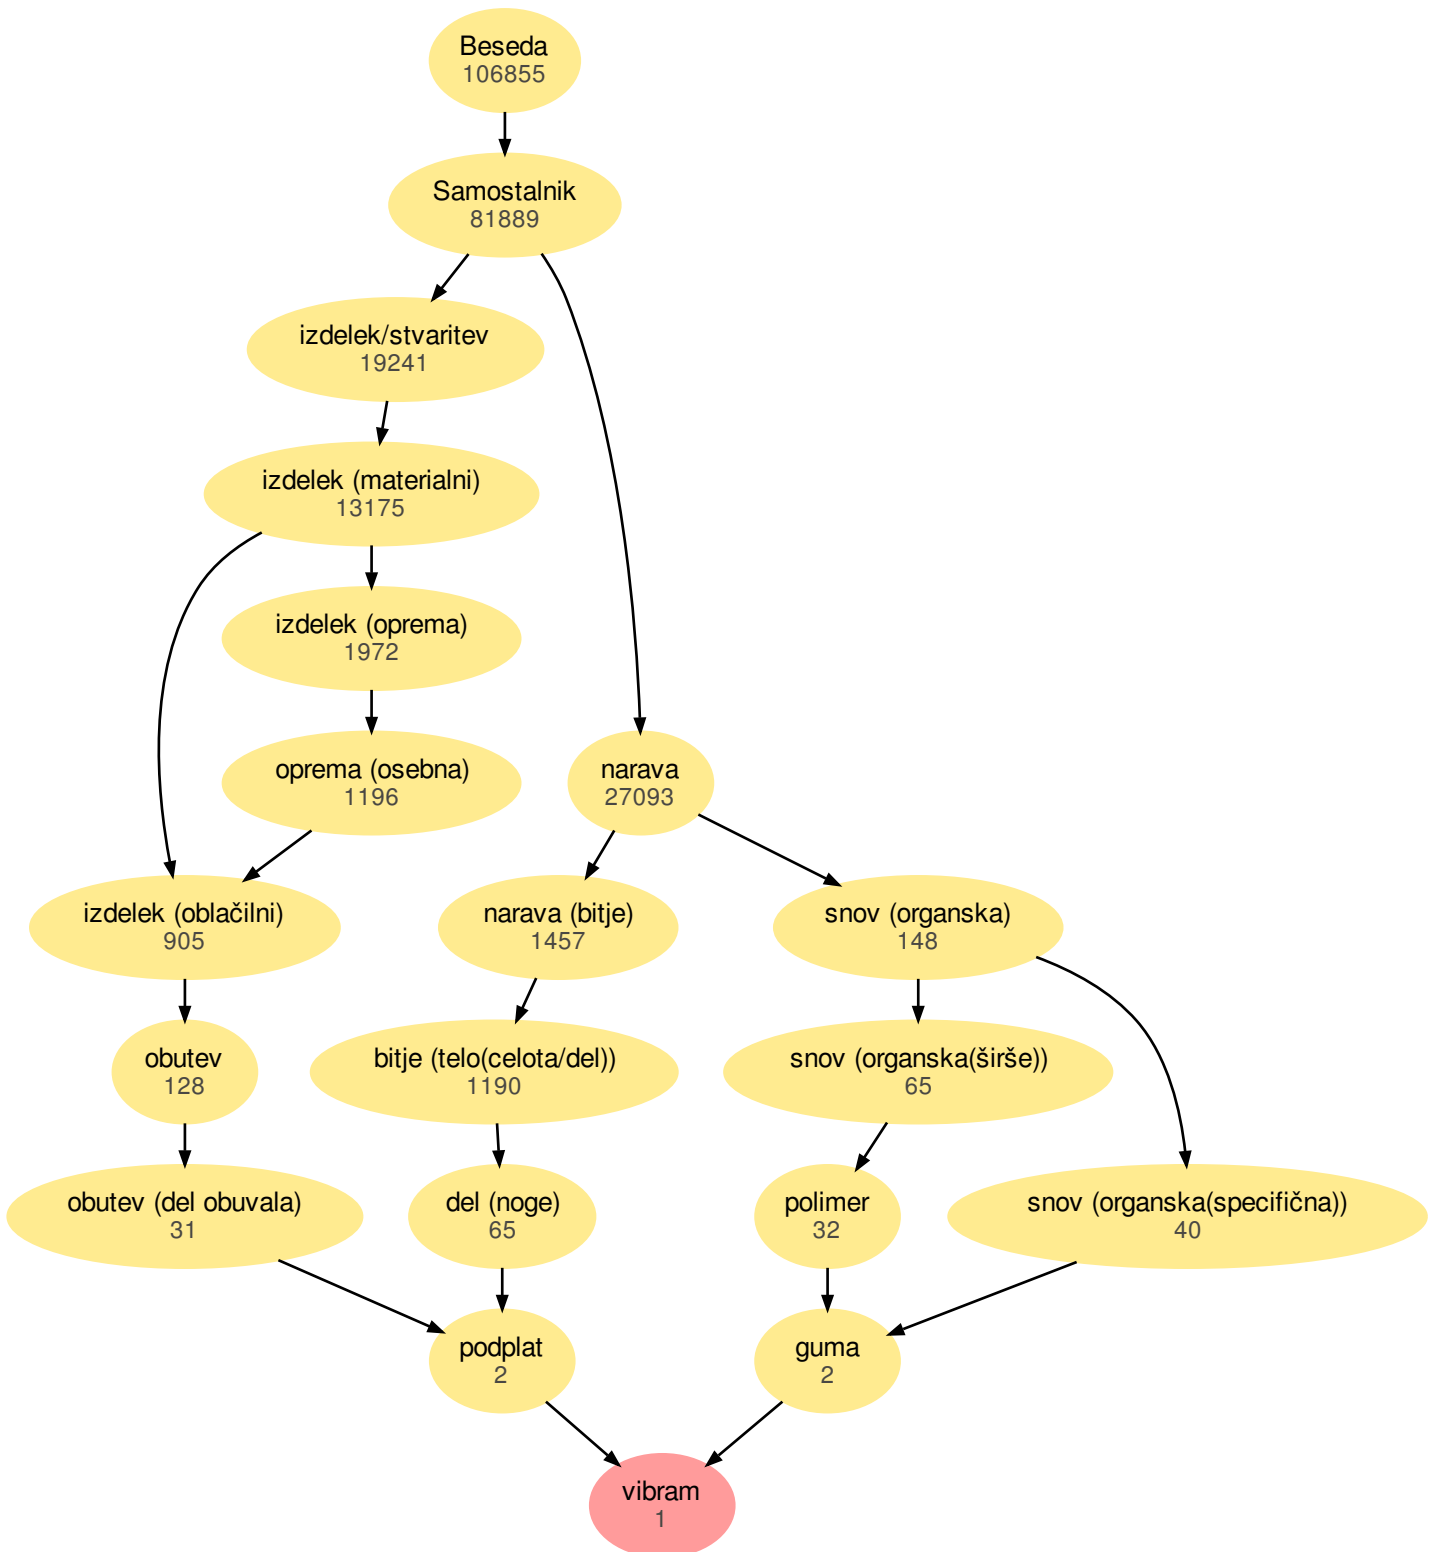 Beseda
106855
Samostalnik
81889
izdelek/stvaritev
19241
izdelek (materialni)
13175
izdelek (oprema)
1972
oprema (osebna)
1196
narava
27093
izdelek (oblačilni)
905
narava (bitje)
1457
snov (organska)
148
obutev
128
bitje (telo(celota/del))
1190
snov (organska(širše))
65
obutev (del obuvala)
31
del (noge)
65
polimer
32
snov (organska(specifična))
40
podplat
2
guma
2
vibram
1